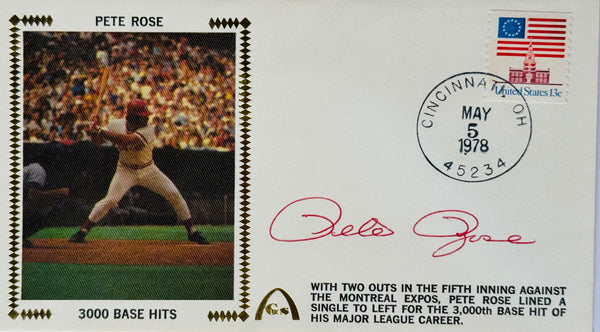 PETE ROSE
3000 BASE HITS
United States 13c
CINCINNATI, OH
MAY
5
1978
45234
Pete Rose
Gs
WITH TWO OUTS IN THE FIFTH INNING AGAINST
THE MONTREAL EXPOS, PETE ROSE LINED A
SINGLE TO LEFT FOR THE 3,000th BASE HIT OF
HIS MAJOR LEAGUE CAREER.